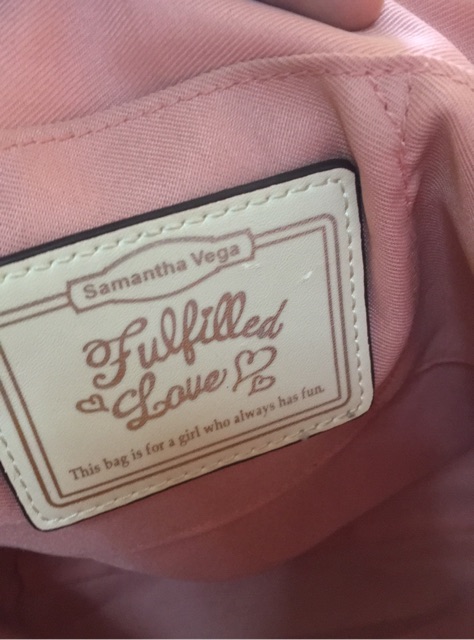 Samantha Vega
Fulfilled
Love
This bag is for a girl who always has fun.